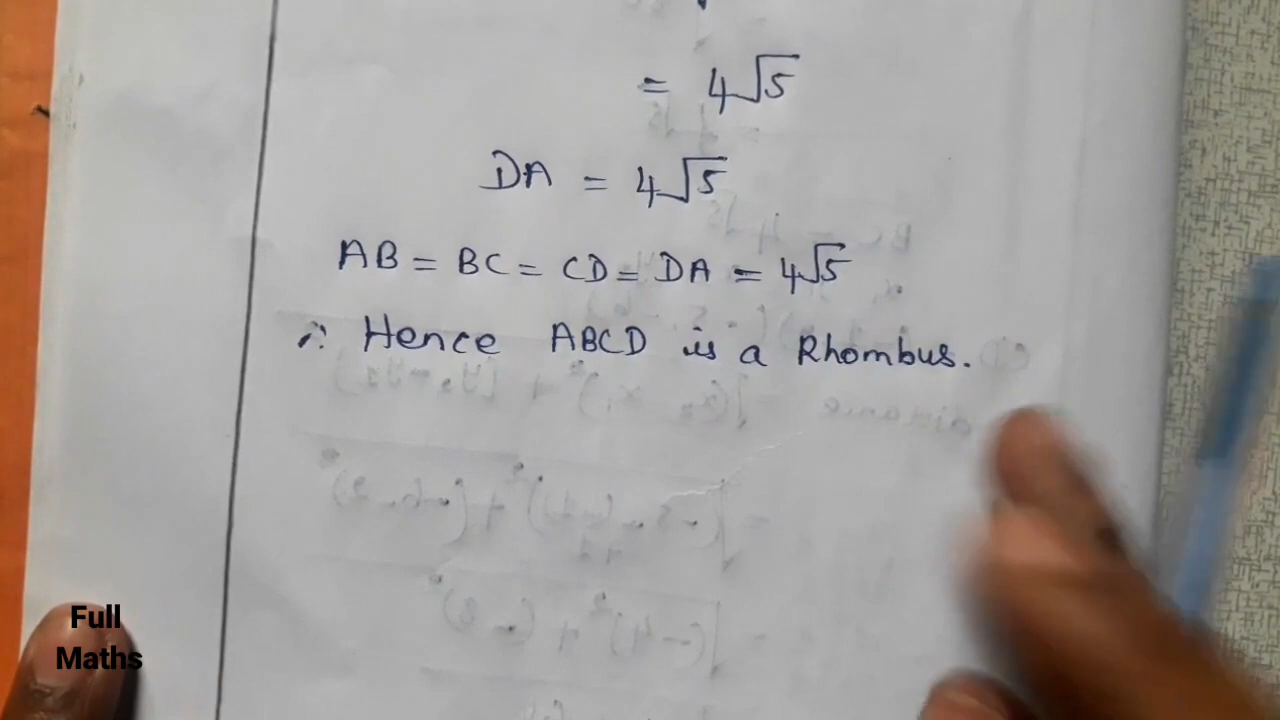 = 4√5
DA = 4√5
AB = BC = CD = DA = 4√5
∴ Hence ABCD is a Rhombus.
Full
Maths